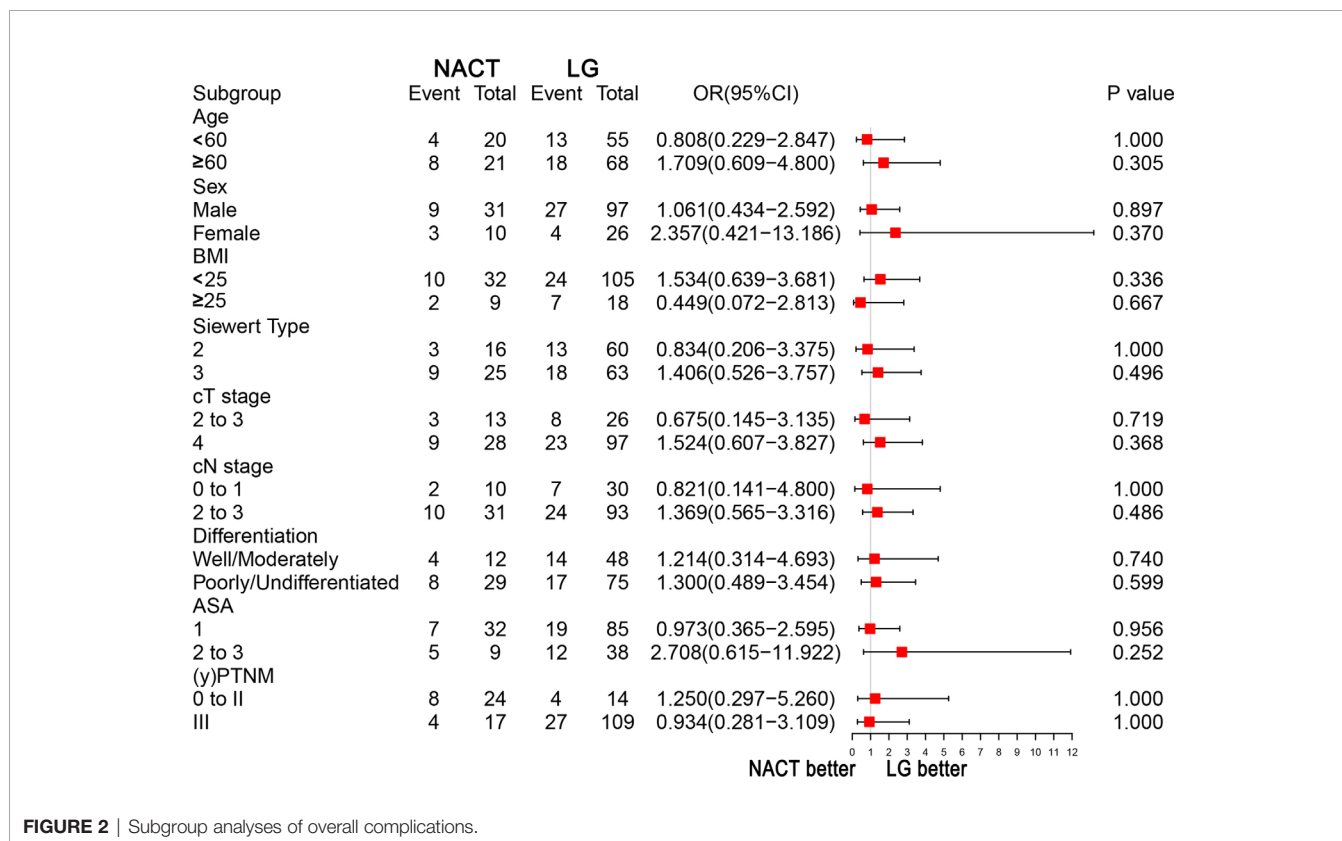 NACT LG
Subgroup Event Total Event Total OR(95%CI) P value
Age
<60 4 20 13 55 0.808(0.229−2.847) 1.000
≥60 8 21 18 68 1.709(0.609−4.800) 0.305
Sex
Male 9 31 27 97 1.061(0.434−2.592) 0.897
Female 3 10 4 26 2.357(0.421−13.186) 0.370
BMI
<25 10 32 24 105 1.534(0.639−3.681) 0.336
≥25 2 9 7 18 0.449(0.072−2.813) 0.667
Siewert Type
2 3 16 13 60 0.834(0.206−3.375) 1.000
3 9 25 18 63 1.406(0.526−3.757) 0.496
cT stage
2 to 3 3 13 8 26 0.675(0.145−3.135) 0.719
4 9 28 23 97 1.524(0.607−3.827) 0.368
cN stage
0 to 1 2 10 7 30 0.821(0.141−4.800) 1.000
2 to 3 10 31 24 93 1.369(0.565−3.316) 0.486
Differentiation
Well/Moderately 4 12 14 48 1.214(0.314−4.693) 0.740
Poorly/Undifferentiated 8 29 17 75 1.300(0.489−3.454) 0.599
ASA
1 7 32 19 85 0.973(0.365−2.595) 0.956
2 to 3 5 9 12 38 2.708(0.615−11.922) 0.252
(y)PTNM
0 to II 8 24 4 14 1.250(0.297−5.260) 1.000
III 4 17 27 109 0.934(0.281−3.109) 1.000
0 1 2 3 4 5 6 7 8 9 10 11 12
NACT better LG better
FIGURE 2 | Subgroup analyses of overall complications.